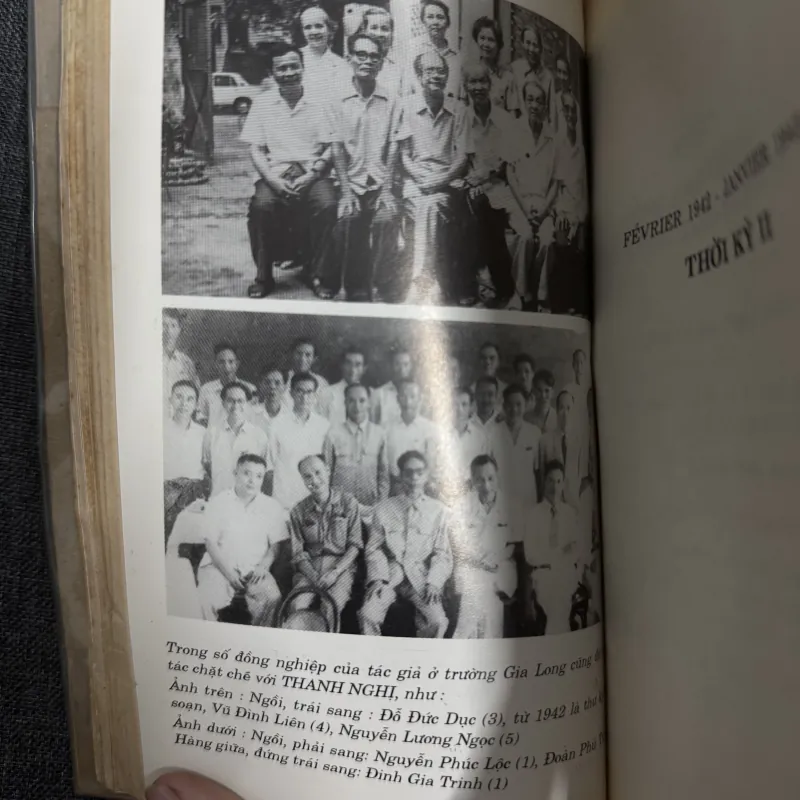 Trong số đồng nghiệp của tác giả ở trường Gia Long cũng
tác chặt chẽ với THANH NGHỊ, như :
Ảnh trên : Ngồi, trái sang : Đỗ Đức Dục (3), từ 1942 là thư
soạn, Vũ Đình Liên (4), Nguyễn Lương Ngọc (5)
Ảnh dưới : Ngồi, phải sang: Nguyễn Phúc Lộc (1), Đoàn Phú
Hàng giữa, đứng trái sang: Đinh Gia Trinh (1)
FÉVRIER 1942 - JANVIER
THỜI KỲ II